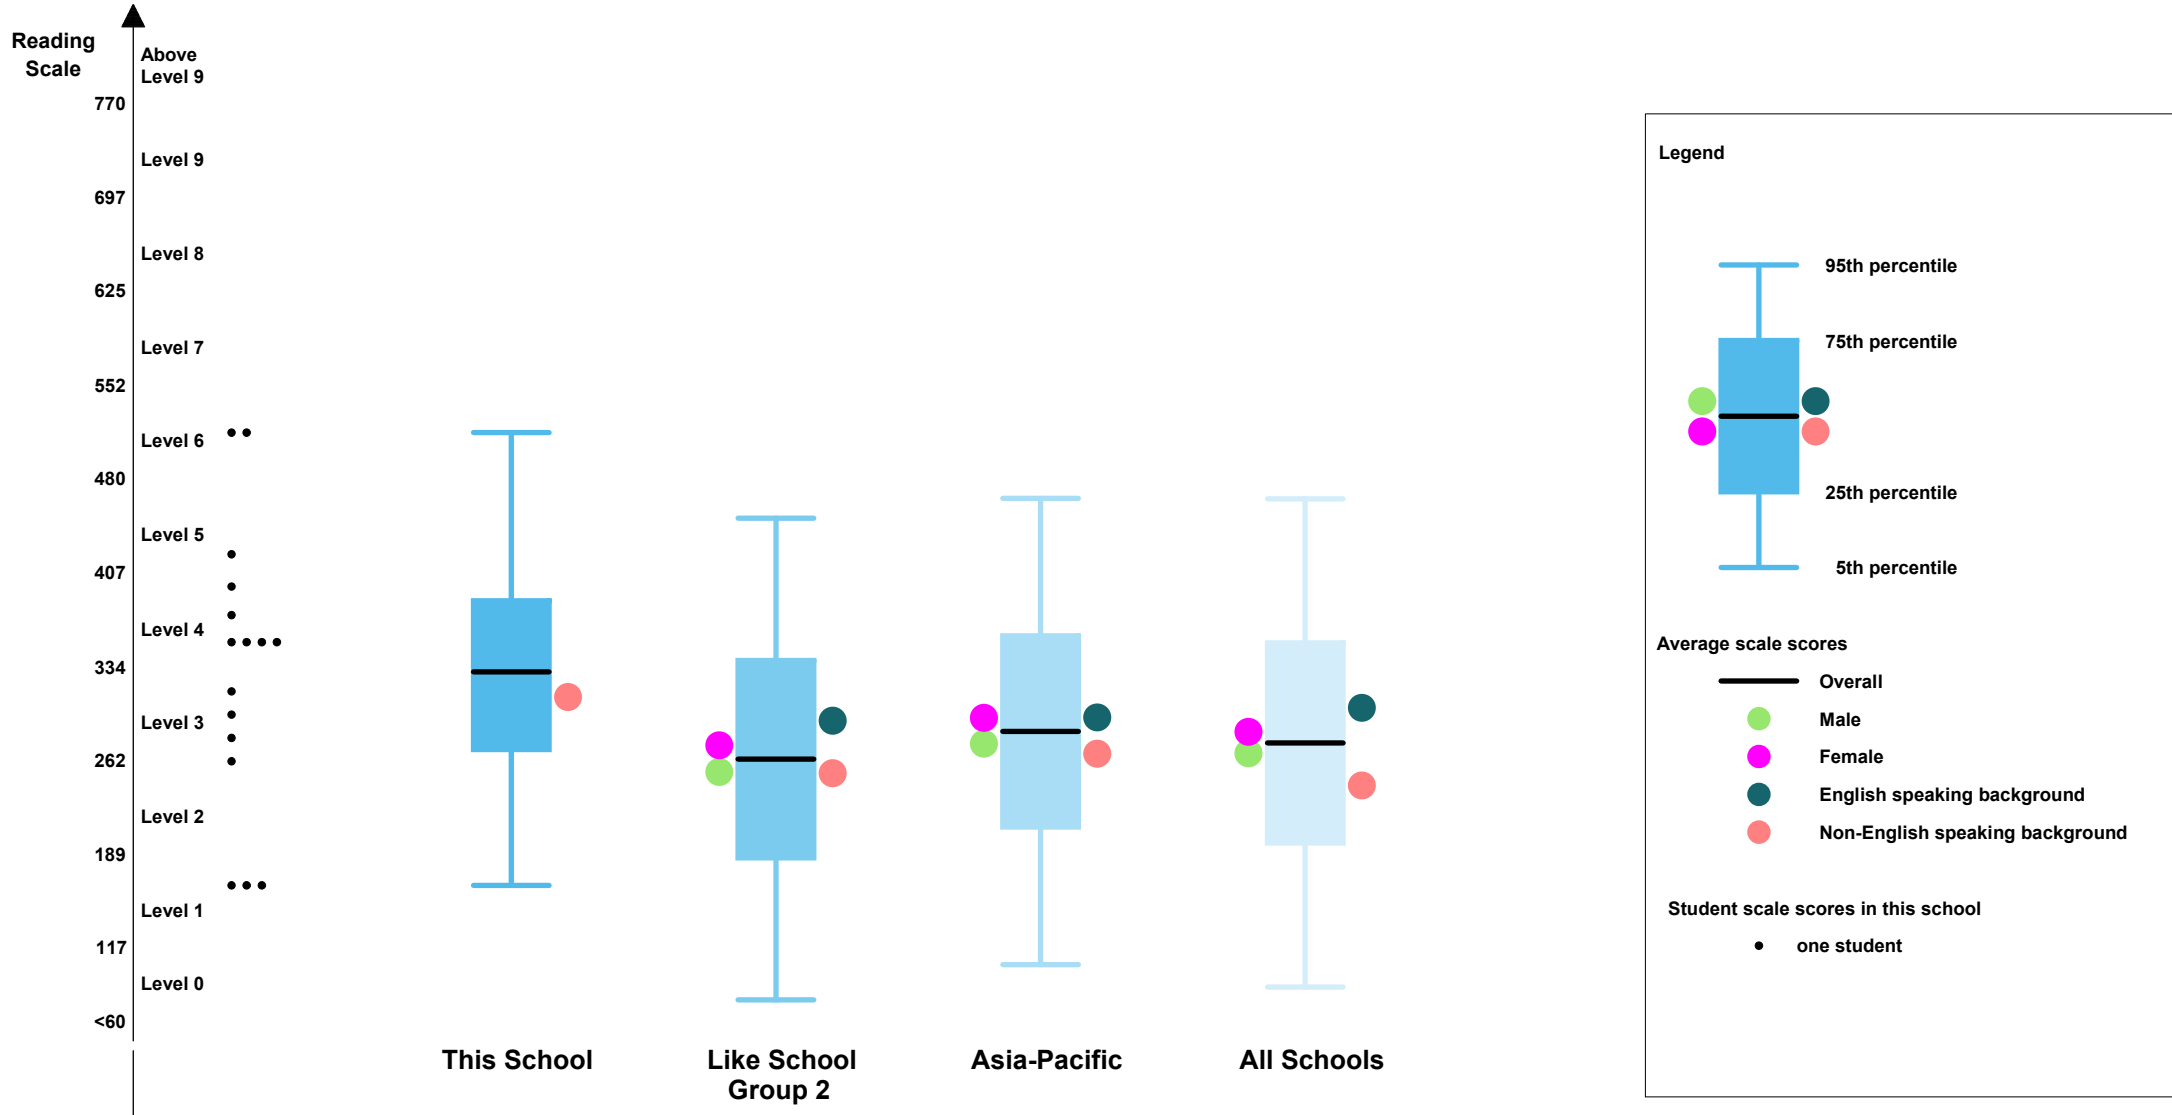 Reading
Scale
Above
Level 9
770
Level 9
697
Level 8
625
Level 7
552
Level 6
480
Level 5
407
Level 4
334
Level 3
262
Level 2
189
Level 1
117
Level 0
<60
This School
Like School
Group 2
Asia-Pacific
All Schools
Legend
95th percentile
75th percentile
25th percentile
5th percentile
Average scale scores
Overall
Male
Female
English speaking background
Non-English speaking background
Student scale scores in this school
one student